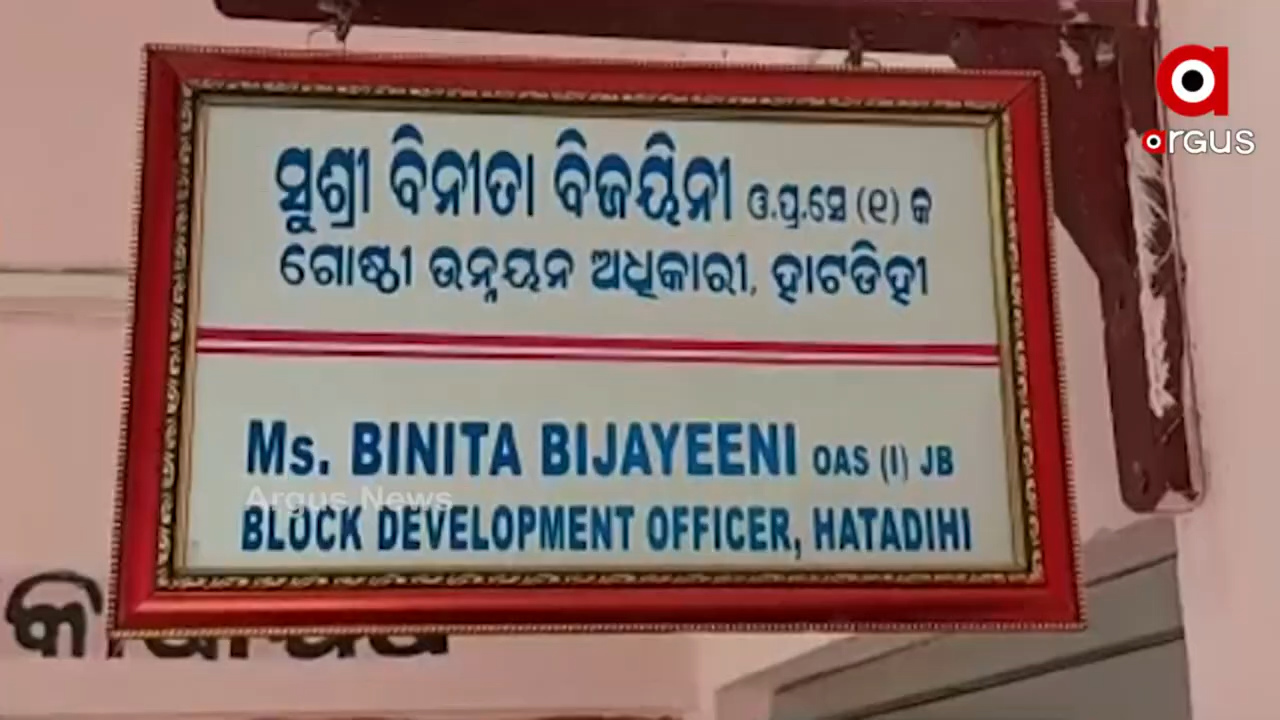 argus
ସୁଶ୍ରୀ ବିନୀତା ବିଜୟିନୀ ଓ.ପ୍ର.ସେ (୧) କ
ଗୋଷ୍ଠୀ ଉନ୍ନୟନ ଅଧିକାରୀ, ହାଟଡିହୀ
Ms. BINITA BIJAYEENI OAS (I) JB
Argus News
BLOCK DEVELOPMENT OFFICER, HATADIHI